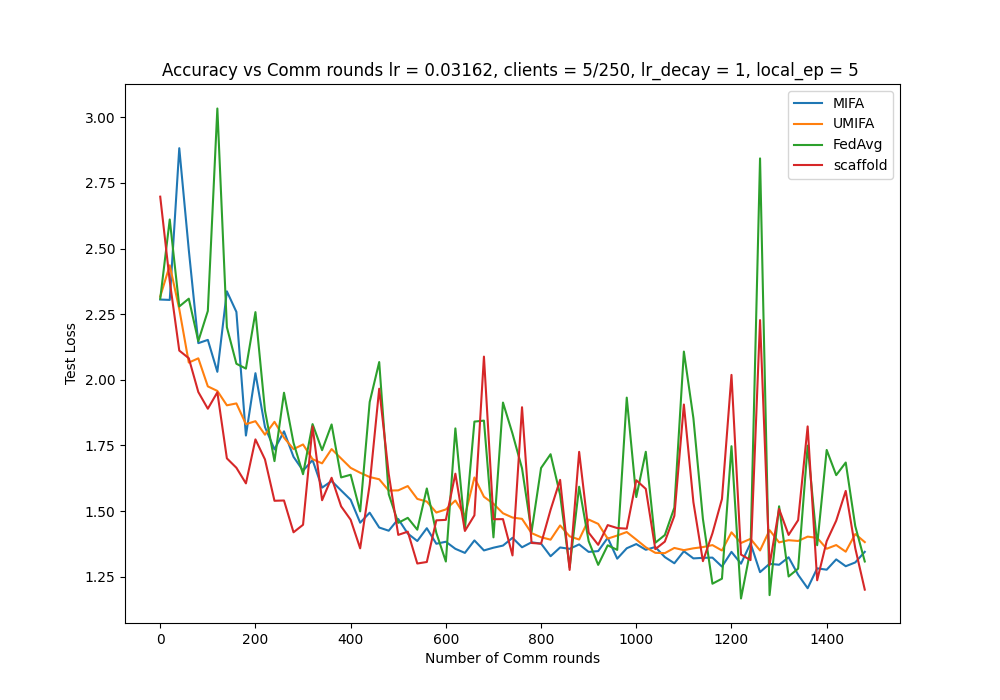 Accuracy vs Comm rounds lr = 0.03162, clients = 5/250, lr_decay = 1, local_ep = 5
MIFA
UMIFA
FedAvg
scaffold
3.00
2.75
2.50
2.25
2.00
1.75
1.50
1.25
Test Loss
0 200 400 600 800 1000 1200 1400
Number of Comm rounds